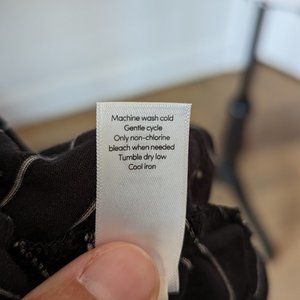 Machine wash cold
Gentle cycle
Only non-chlorine
bleach when needed
Tumble dry low
Cool iron